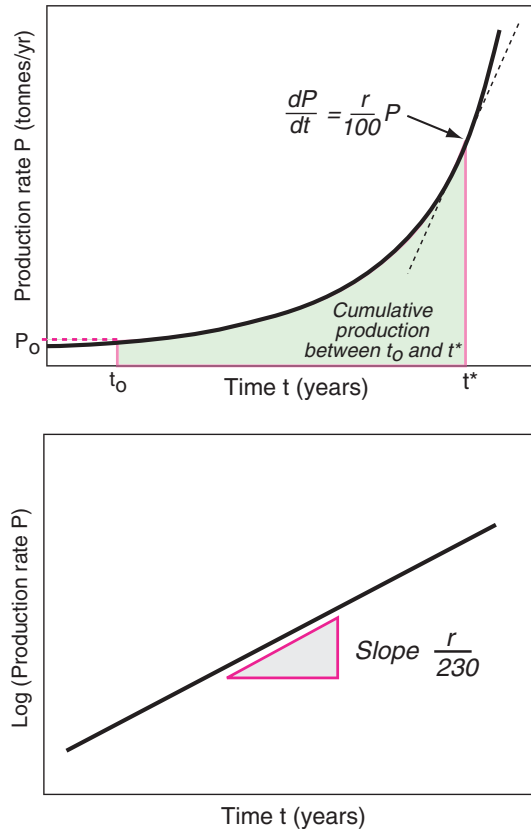 Production rate P (tonnes/yr)
dP/dt = r/100 P
Cumulative
production
between to and t*
Po
to
t*
Time t (years)
Log (Production rate P)
Slope r/230
Time t (years)